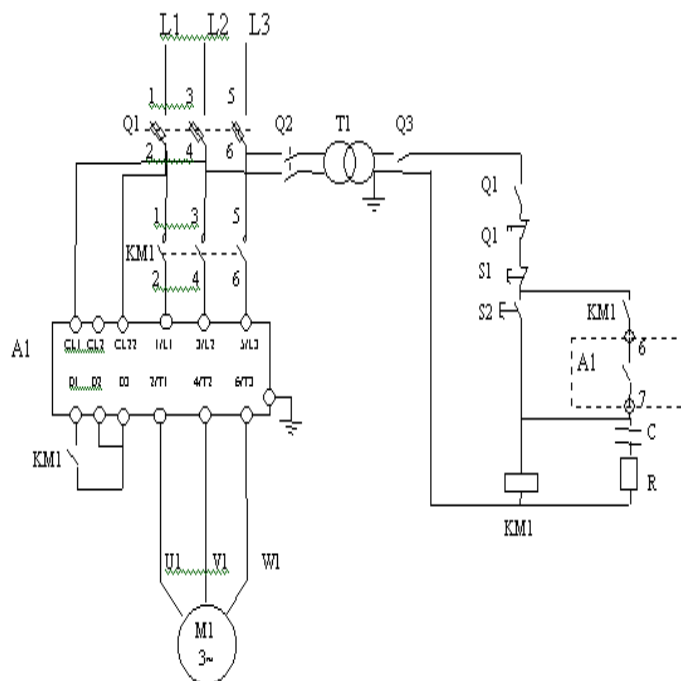 L1 L2 L3
1 3 5
Q1 Q2 T1 Q3
2 4 6
Q1
1 3 5
Q1
KM1
S1
2 4 6
S2
KM1
A1
CL1 CL2 CL22 1/L1 3/L2 5/L3
6
A1
D1 D2 D3 2/T1 4/T2 6/T3
7
C
KM1
R
KM1
U1 V1 W1
M1
3~